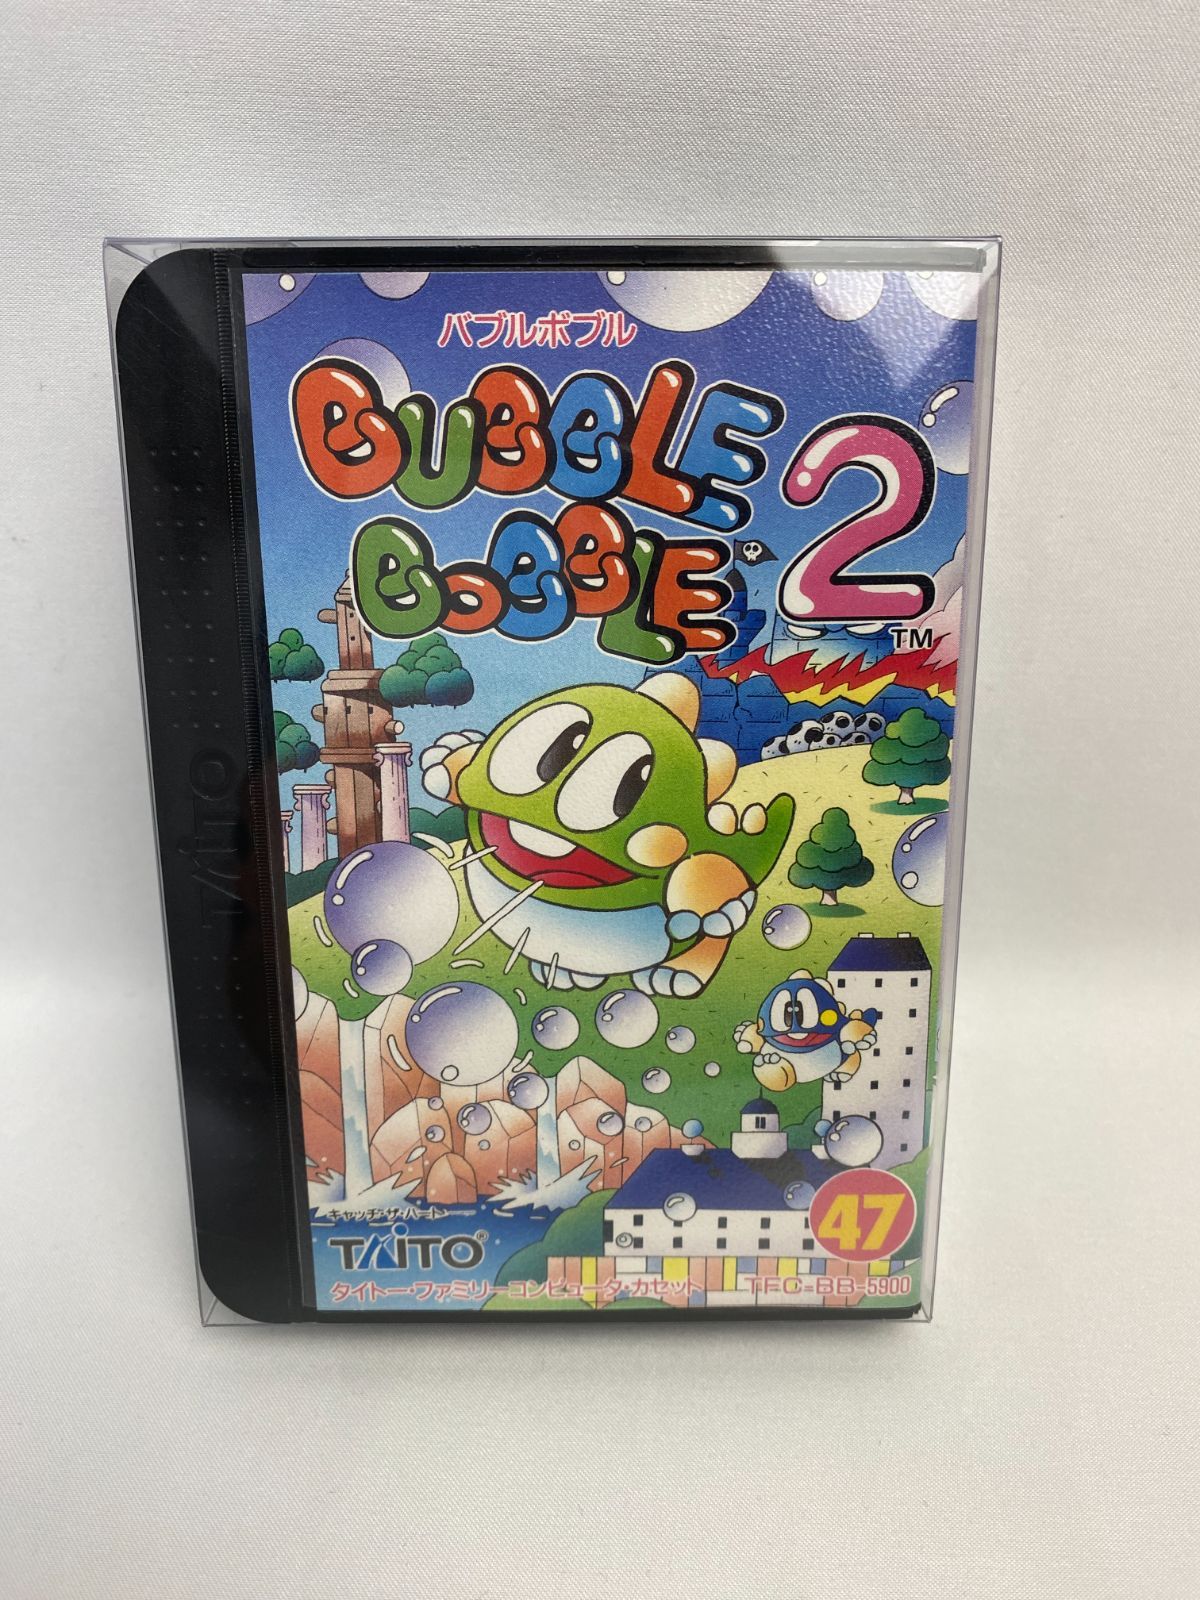 バブルボブル
BUBBLE
BOBBLE 2
TM
TAITO
キャッチ・ザ・ハート
TAITO®
47
タイトー・ファミリーコンピュータ・カセット TFC-BB-5900